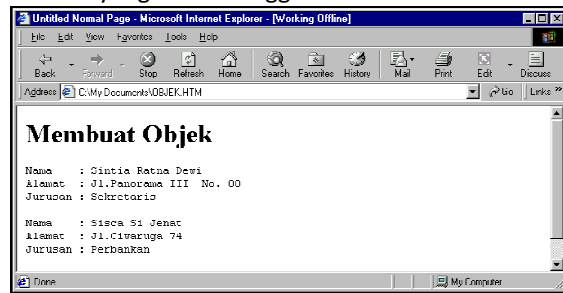 Untitled Nomal Page - Microsoft Internet Explorer - [Working Offline]
File Edit View Favorites Tools Help
Back Forward Stop Refresh Home Search Favorites History Mail Print Edit Discuss
Address C:\My Documents\OBJEK.HTM Go Links »
Membuat Objek
Nama : Sintia Ratna Dewi
Alamat : Jl.Panorama III No. 00
Jurusan : Sekretaris
Nama : Sisca Si Jenat
Alamat : Jl.Ciwaruga 74
Jurusan : Perbankan
Done My Computer